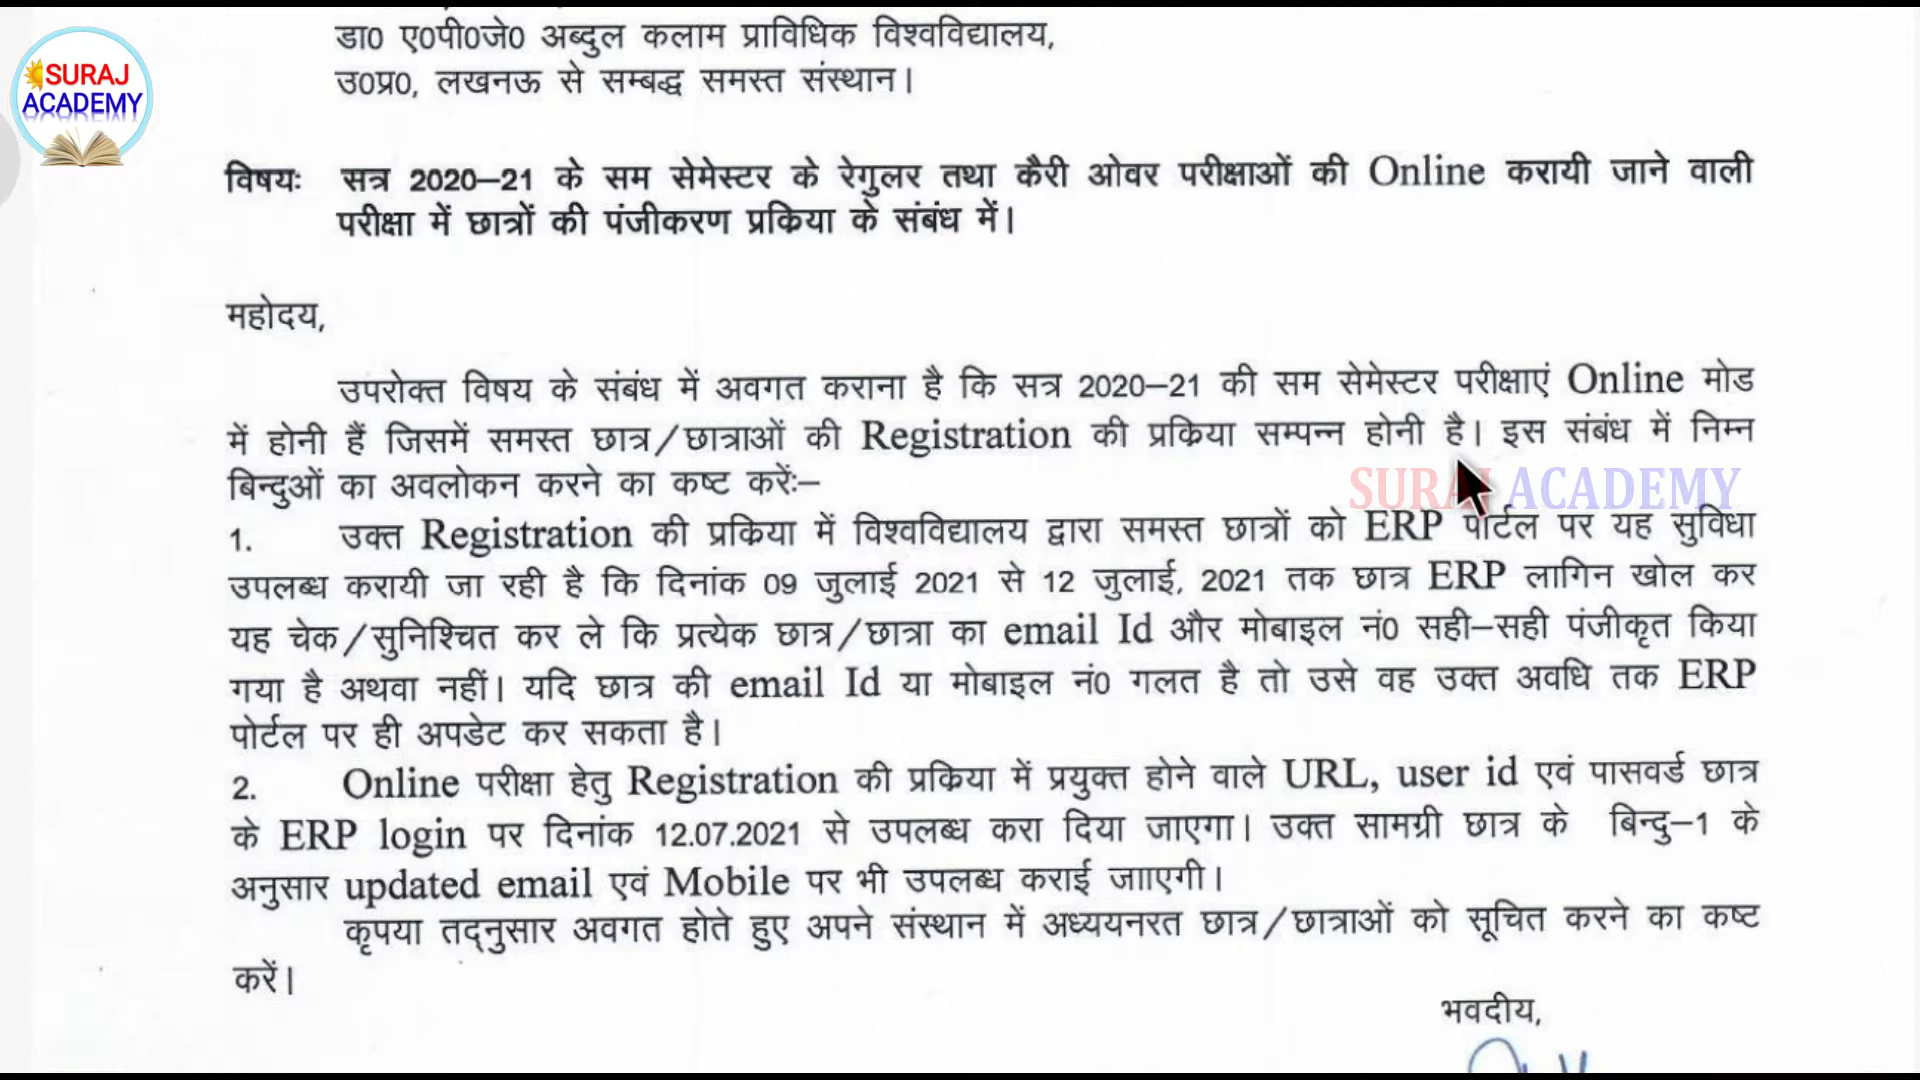 डा0 ए0पी0जे0 अब्दुल कलाम प्राविधिक विश्वविद्यालय,
उ0प्र0, लखनऊ से सम्बद्ध समस्त संस्थान।
SURAJ
ACADEMY
विषयः सत्र 2020–21 के सम सेमेस्टर के रेगुलर तथा कैरी ओवर परीक्षाओं की Online करायी जाने वाली
परीक्षा में छात्रों की पंजीकरण प्रक्रिया के संबंध में।
महोदय,
उपरोक्त विषय के संबंध में अवगत कराना है कि सत्र 2020–21 की सम सेमेस्टर परीक्षाएं Online मोड
में होनी हैं जिसमें समस्त छात्र/छात्राओं की Registration की प्रक्रिया सम्पन्न होनी है। इस संबंध में निम्न
बिन्दुओं का अवलोकन करने का कष्ट करेंः–
SURAJ ACADEMY
1. उक्त Registration की प्रक्रिया में विश्वविद्यालय द्वारा समस्त छात्रों को ERP पोर्टल पर यह सुविधा
उपलब्ध करायी जा रही है कि दिनांक 09 जुलाई 2021 से 12 जुलाई, 2021 तक छात्र ERP लागिन खोल कर
यह चेक/सुनिश्चित कर ले कि प्रत्येक छात्र/छात्रा का email Id और मोबाइल नं0 सही–सही पंजीकृत किया
गया है अथवा नहीं। यदि छात्र की email Id या मोबाइल नं0 गलत है तो उसे वह उक्त अवधि तक ERP
पोर्टल पर ही अपडेट कर सकता है।
2. Online परीक्षा हेतु Registration की प्रक्रिया में प्रयुक्त होने वाले URL, user id एवं पासवर्ड छात्र
के ERP login पर दिनांक 12.07.2021 से उपलब्ध करा दिया जाएगा। उक्त सामग्री छात्र के बिन्दु–1 के
अनुसार updated email एवं Mobile पर भी उपलब्ध कराई जााएगी।
कृपया तद्नुसार अवगत होते हुए अपने संस्थान में अध्ययनरत छात्र/छात्राओं को सूचित करने का कष्ट
करें।
भवदीय,